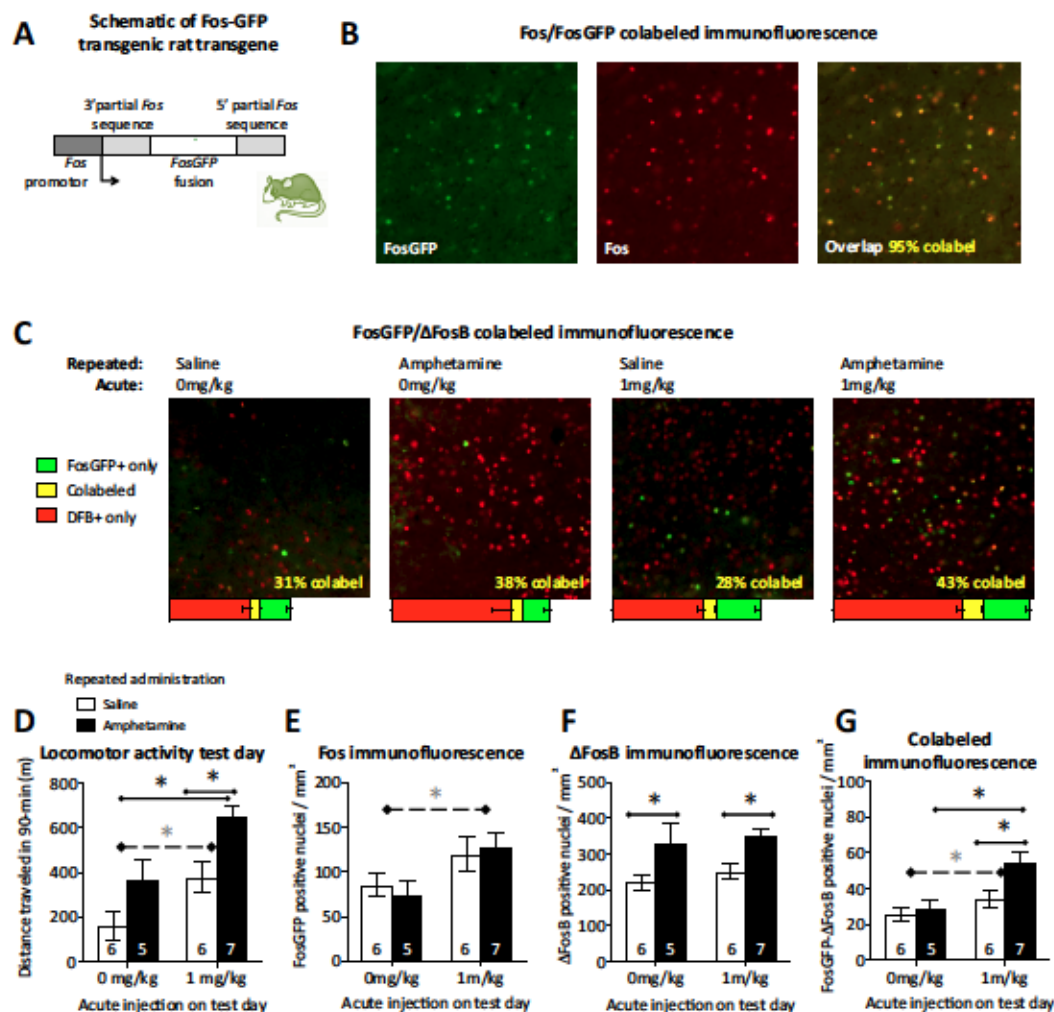 A
Schematic of Fos-GFP
transgenic rat transgene
3'partial Fos
sequence
5' partial Fos
sequence
Fos
promotor
FosGFP
fusion
B
Fos/FosGFP colabeled immunofluorescence
FosGFP
Fos
Overlap 95% colabel
C
FosGFP/ΔFosB colabeled immunofluorescence
Repeated: Saline Amphetamine Saline Amphetamine
Acute: 0mg/kg 0mg/kg 1mg/kg 1mg/kg
FosGFP+ only
Colabeled
DFB+ only
31% colabel
38% colabel
28% colabel
43% colabel
Repeated administration
Saline
Amphetamine
D
Locomotor activity test day
Distance traveled in 90-min (m)
800
600
400
200
0
* *
*
6 5 6 7
0 mg/kg 1 mg/kg
Acute injection on test day
E
Fos immunofluorescence
FosGFP positive nuclei / mm²
200
150
100
50
0
*
6 5 6 7
0mg/kg 1m/kg
Acute injection on test day
F
ΔFosB immunofluorescence
ΔFosB positive nuclei / mm²
500
400
300
200
100
0
* *
6 5 6 7
0mg/kg 1m/kg
Acute injection on test day
G
Colabeled
immunofluorescence
FosGFP-ΔFosB positive nuclei / mm²
80
60
40
20
0
*
*
*
6 5 6 7
0mg/kg 1m/kg
Acute injection on test day